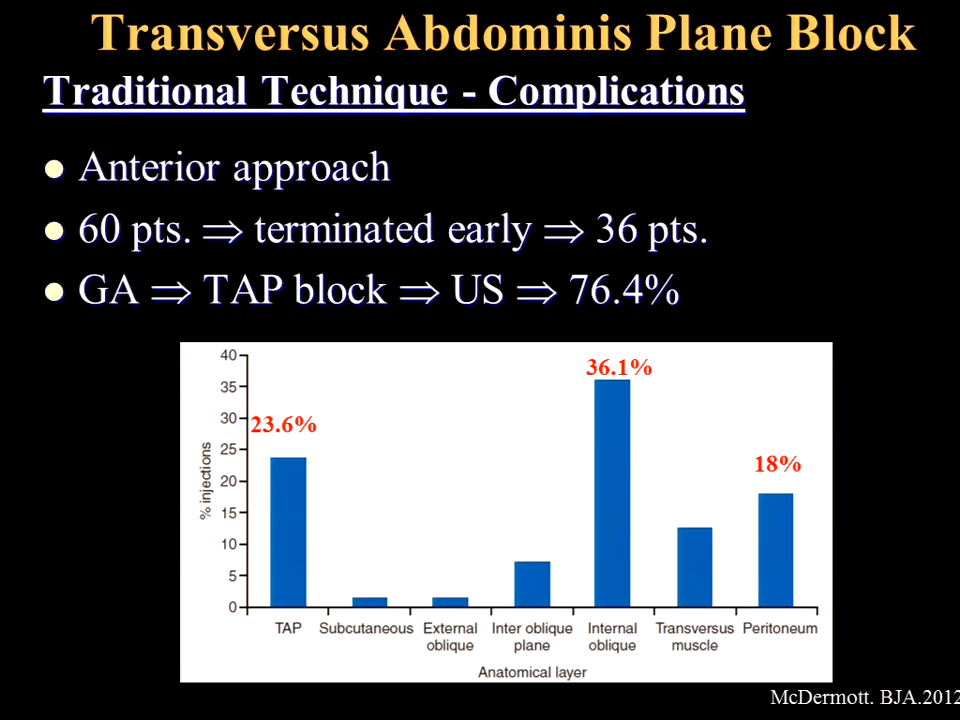 Transversus Abdominis Plane Block
Traditional Technique - Complications
● Anterior approach
● 60 pts. ⇒ terminated early ⇒ 36 pts.
● GA ⇒ TAP block ⇒ US ⇒ 76.4%
40
35
30
25
20
15
10
5
0
% injections
23.6%
36.1%
18%
TAP
Subcutaneous
External
oblique
Inter oblique
plane
Internal
oblique
Transversus
muscle
Peritoneum
Anatomical layer
McDermott. BJA.2012